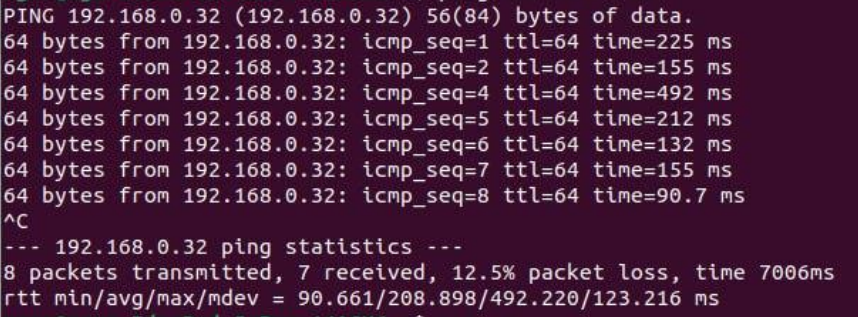 PING 192.168.0.32 (192.168.0.32) 56(84) bytes of data.
64 bytes from 192.168.0.32: icmp_seq=1 ttl=64 time=225 ms
64 bytes from 192.168.0.32: icmp_seq=2 ttl=64 time=155 ms
64 bytes from 192.168.0.32: icmp_seq=4 ttl=64 time=492 ms
64 bytes from 192.168.0.32: icmp_seq=5 ttl=64 time=212 ms
64 bytes from 192.168.0.32: icmp_seq=6 ttl=64 time=132 ms
64 bytes from 192.168.0.32: icmp_seq=7 ttl=64 time=155 ms
64 bytes from 192.168.0.32: icmp_seq=8 ttl=64 time=90.7 ms
^C
--- 192.168.0.32 ping statistics ---
8 packets transmitted, 7 received, 12.5% packet loss, time 7006ms
rtt min/avg/max/mdev = 90.661/208.898/492.220/123.216 ms